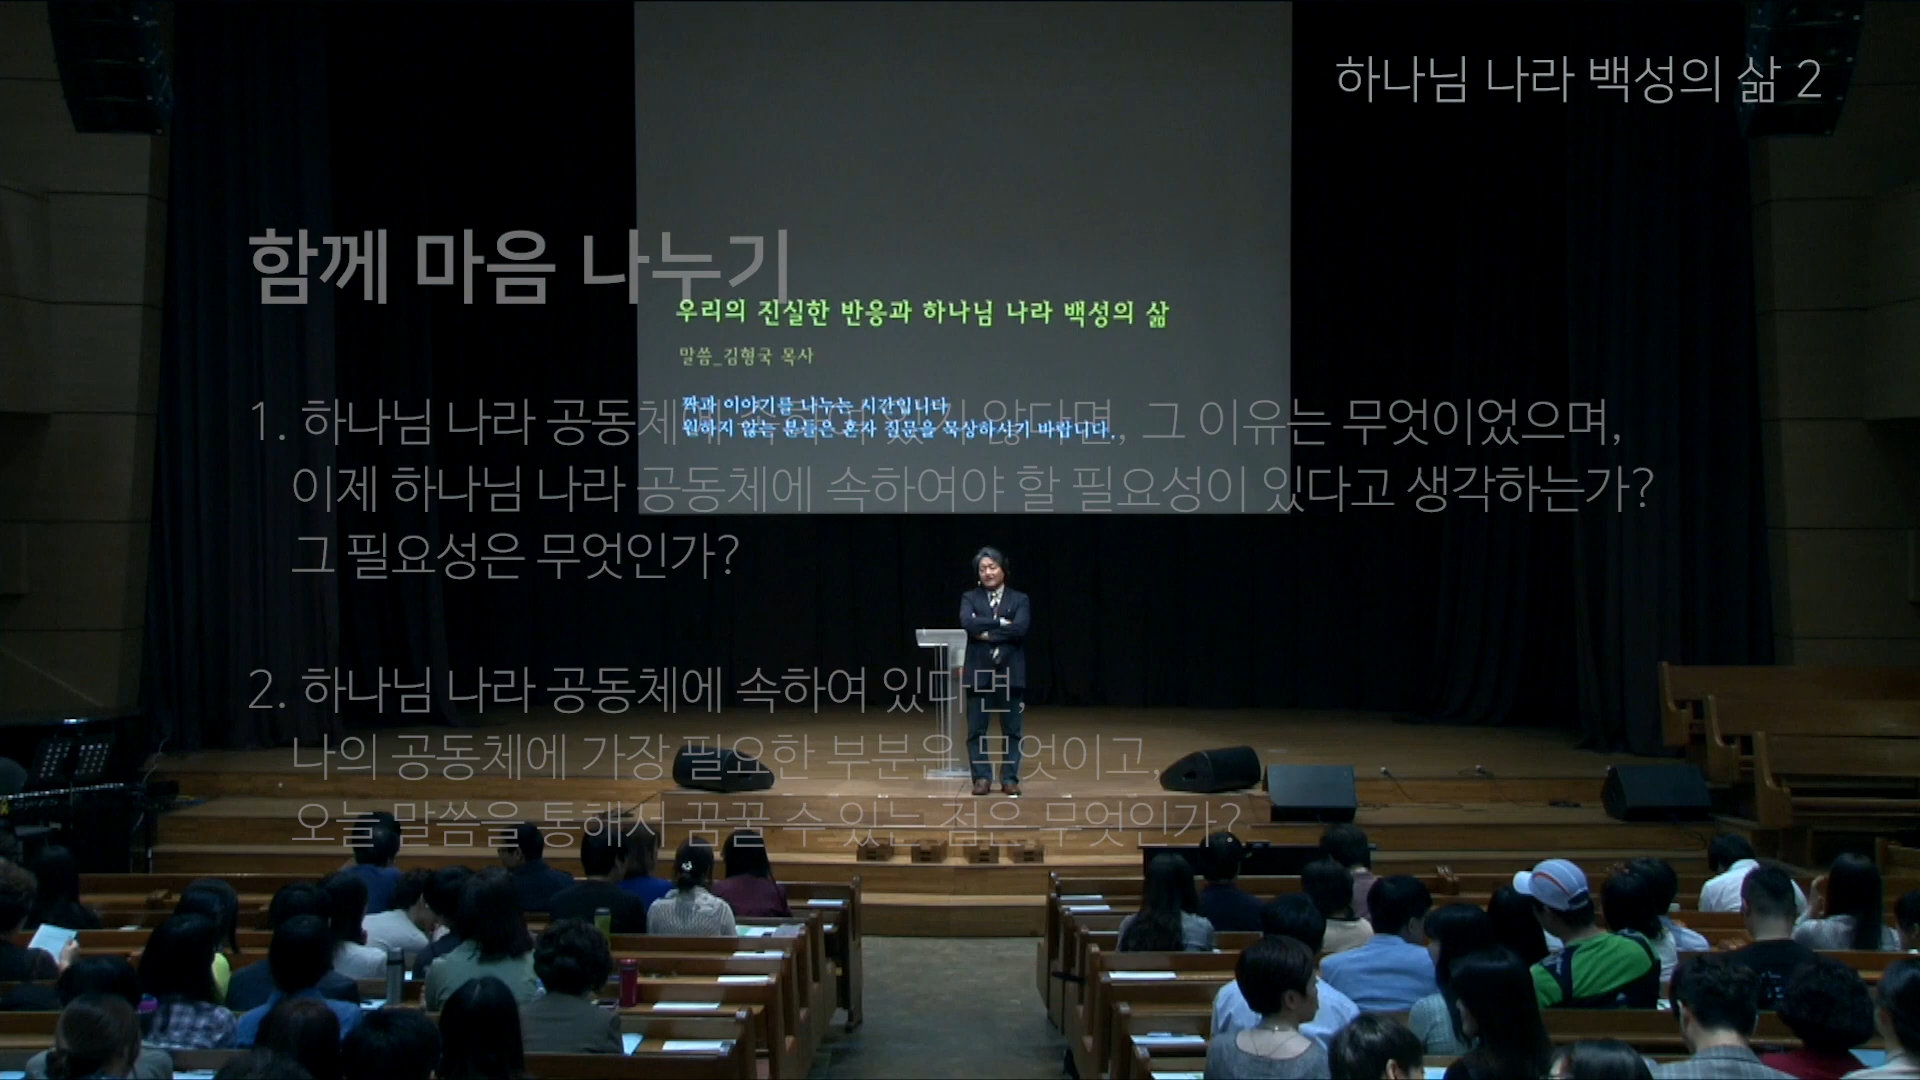 하나님 나라 백성의 삶 2
함께 마음 나누기
우리의 진실한 반응과 하나님 나라 백성의 삶
말씀_김형국 목사
짝과 이야기를 나누는 시간입니다
원하지 않는 분들은 혼자 질문을 묵상하시기 바랍니다.
1. 하나님 나라 공동체에 속하여 있지 않다면, 그 이유는 무엇이었으며,
이제 하나님 나라 공동체에 속하여야 할 필요성이 있다고 생각하는가?
그 필요성은 무엇인가?
2. 하나님 나라 공동체에 속하여 있다면,
나의 공동체에 가장 필요한 부분은 무엇이고,
오늘 말씀을 통해서 꿈꿀 수 있는 점은 무엇인가?